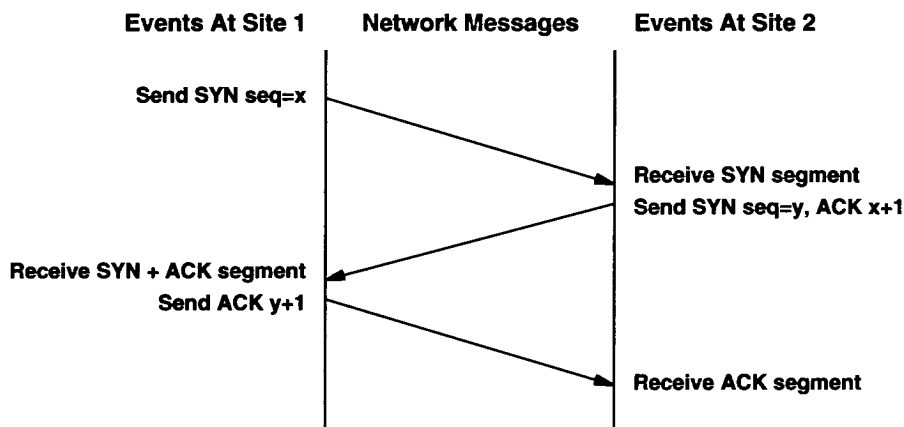 Events At Site 1
Network Messages
Events At Site 2
Send SYN seq=x
Receive SYN segment
Send SYN seq=y, ACK x+1
Receive SYN + ACK segment
Send ACK y+1
Receive ACK segment